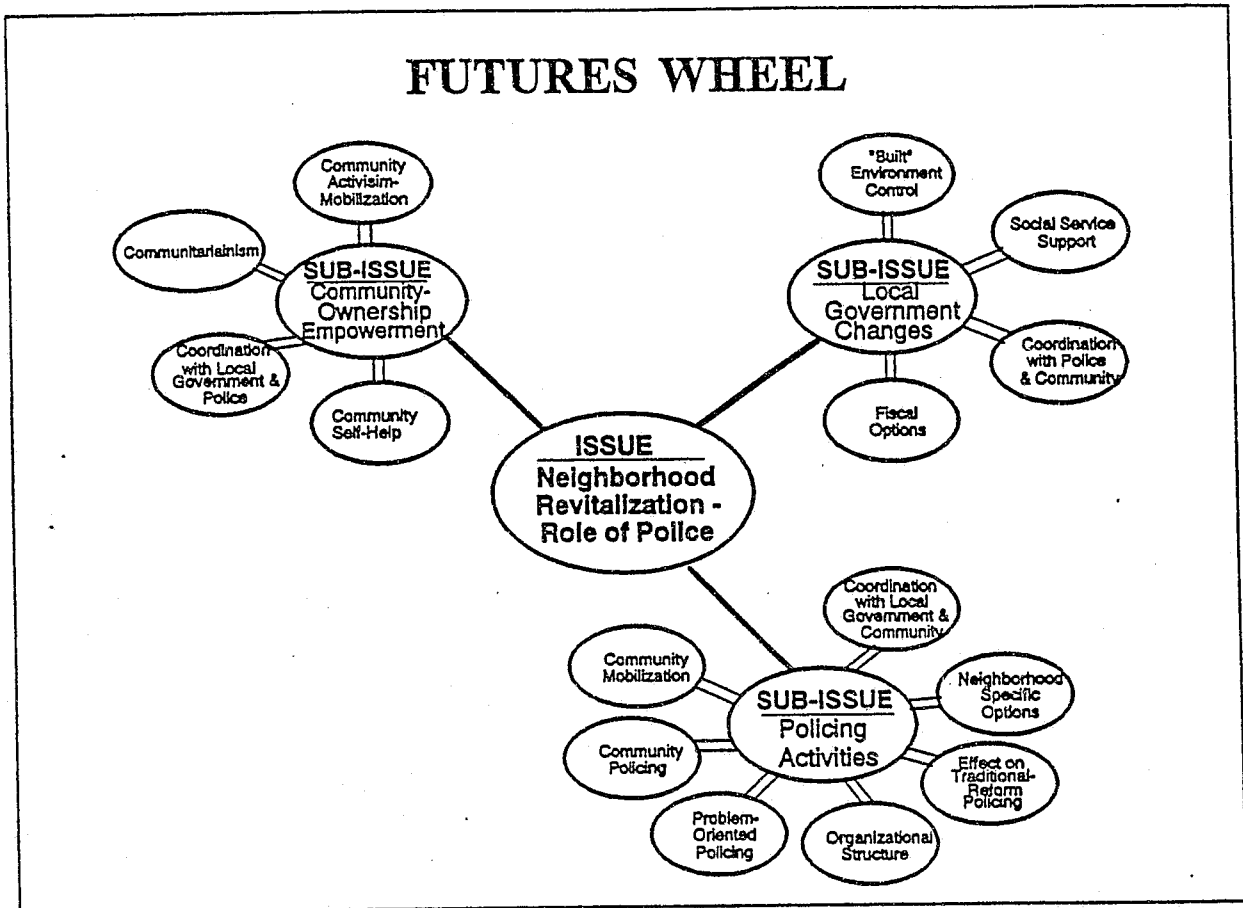 FUTURES WHEEL
Community
Activisim-
Mobilization
Communitariainism
SUB-ISSUE
Community-
Ownership
Empowerment
Coordination
with Local
Government &
Police
Community
Self-Help
"Built"
Environment
Control
Social Service
Support
SUB-ISSUE
Local
Government
Changes
Coordination
with Police
& Community
Fiscal
Options
ISSUE
Neighborhood
Revitalization -
Role of Police
Coordination
with Local
Government &
Community
Community
Mobilization
SUB-ISSUE
Policing
Activities
Neighborhood
Specific
Options
Community
Policing
Effect on
Traditional-
Reform
Policing
Problem-
Oriented
Policing
Organizational
Structure